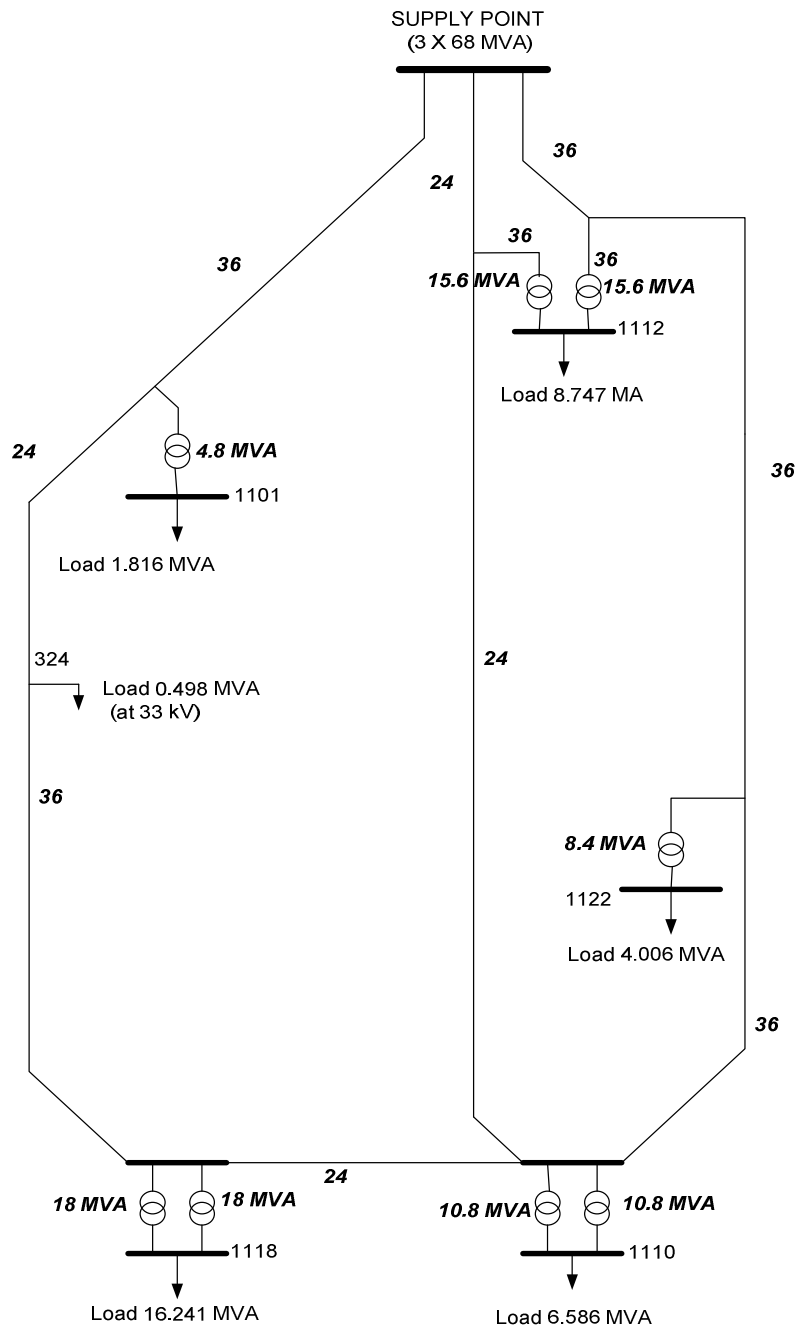 SUPPLY POINT
(3 X 68 MVA)
36
24
36
36
36
15.6 MVA
15.6 MVA
1112
Load 8.747 MA
36
24
4.8 MVA
1101
Load 1.816 MVA
36
324
Load 0.498 MVA
(at 33 kV)
24
36
8.4 MVA
1122
Load 4.006 MVA
36
24
18 MVA
18 MVA
10.8 MVA
10.8 MVA
1118
1110
Load 16.241 MVA
Load 6.586 MVA